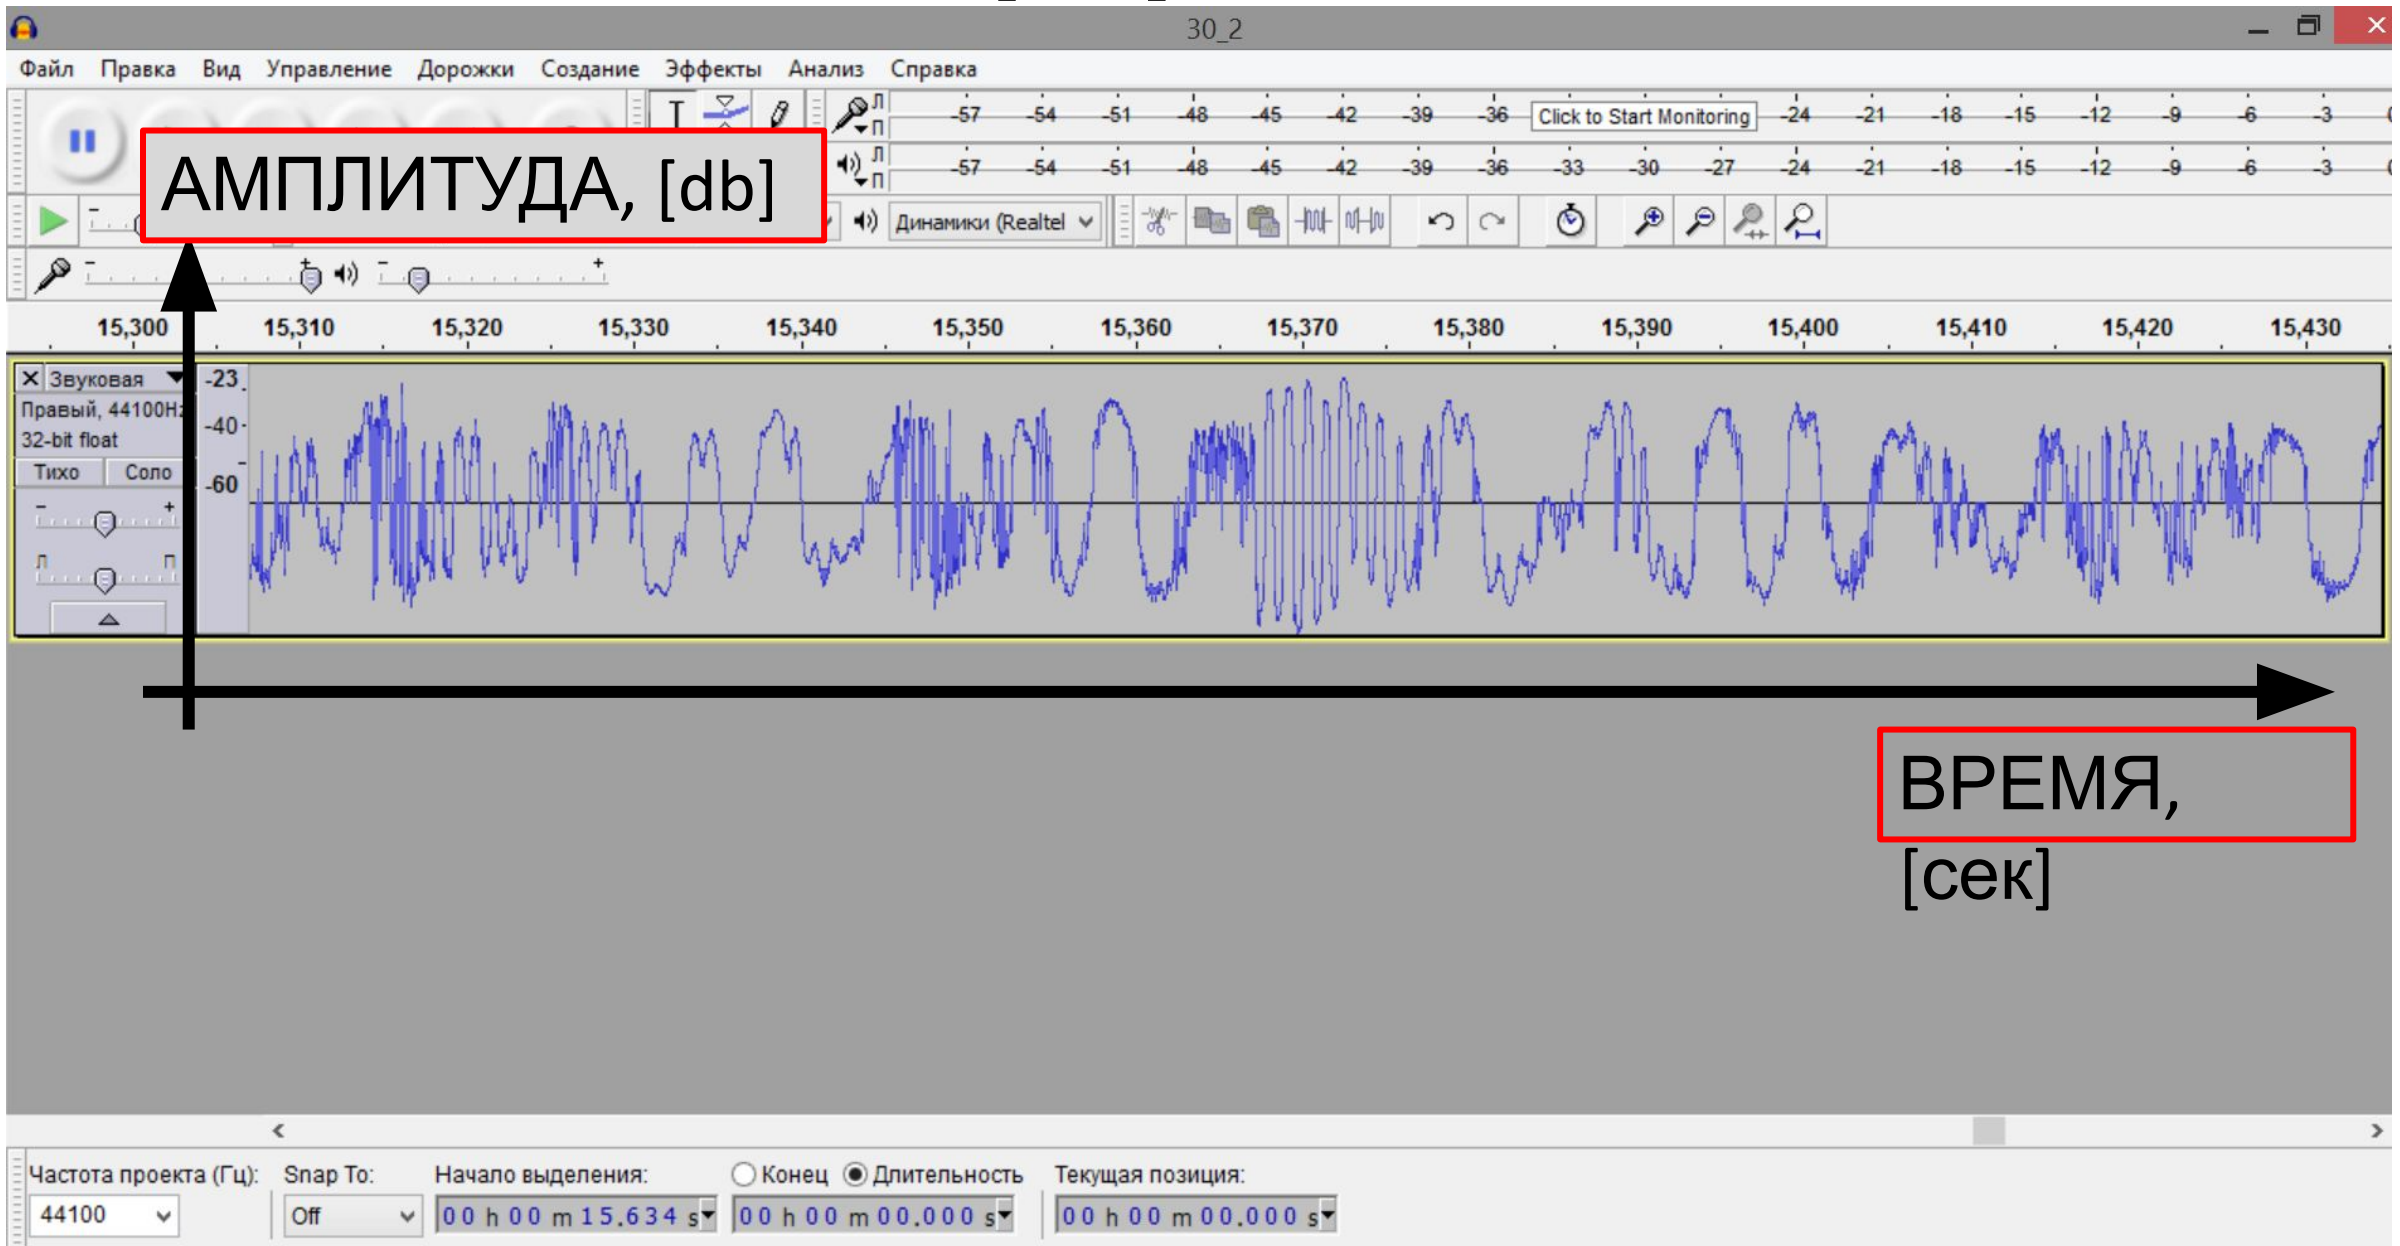 30_2
Файл Правка Вид Управление Дорожки Создание Эффекты Анализ Справка
Л П -57 -54 -51 -48 -45 -42 -39 -36 Click to Start Monitoring -24 -21 -18 -15 -12 -9 -6 -3
АМПЛИТУДА, [db]
Л П -57 -54 -51 -48 -45 -42 -39 -36 -33 -30 -27 -24 -21 -18 -15 -12 -9 -6 -3
Динамики (Realtel
15,300 15,310 15,320 15,330 15,340 15,350 15,360 15,370 15,380 15,390 15,400 15,410 15,420 15,430
Звуковая -23
Правый, 44100Hz
-40
32-bit float
Тихо Соло -60
- +
Л П
ВРЕМЯ,
[сек]
Частота проекта (Гц): Snap To: Начало выделения: Конец Длительность Текущая позиция:
44100 Off 00 h 00 m 15.634 s 00 h 00 m 00.000 s 00 h 00 m 00.000 s